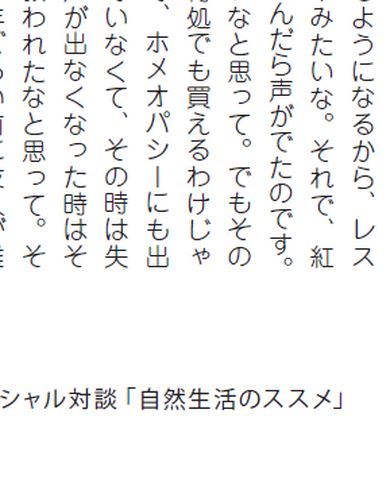 ようになるから、レス
みたいな。それで、紅
んだら声がでたのです。
なと思って。でもその
処でも買えるわけじゃ
、ホメオパシーにも出
いなくて、その時は失
が出なくなった時はそ
われたなと思って。そ
シャル対談「自然生活のススメ」